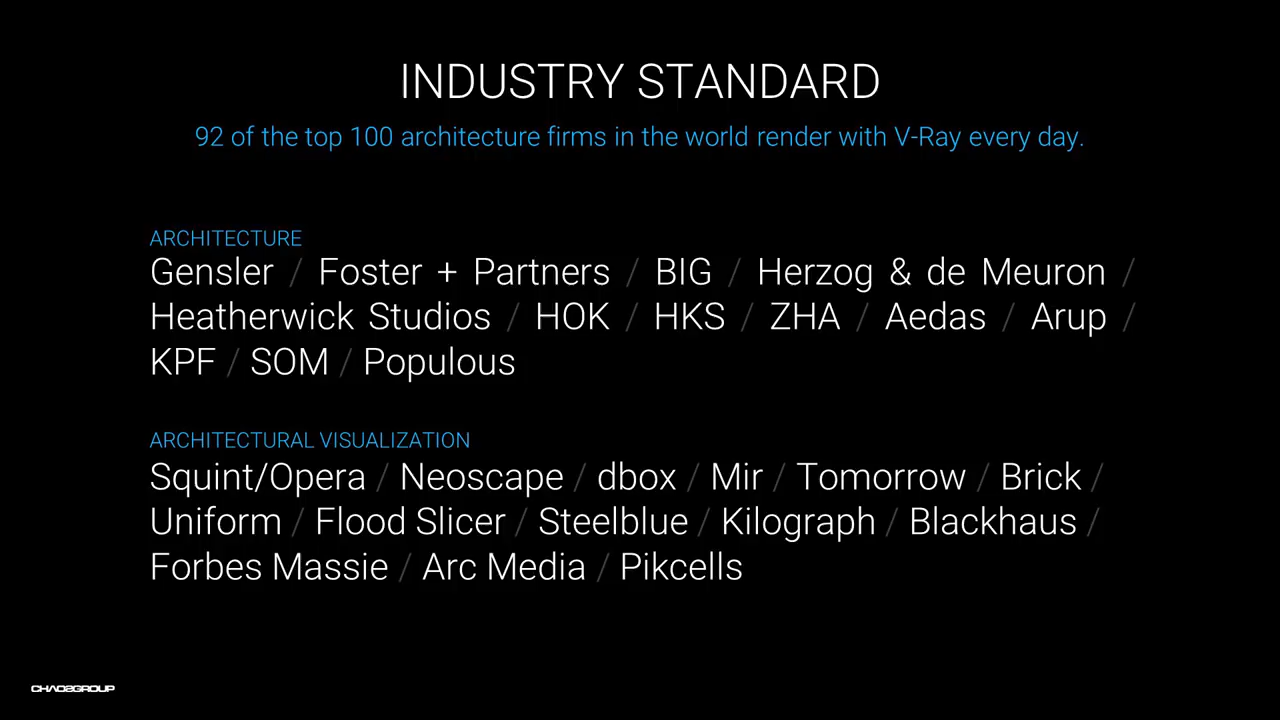 INDUSTRY STANDARD
92 of the top 100 architecture firms in the world render with V-Ray every day.
ARCHITECTURE
Gensler / Foster + Partners / BIG / Herzog & de Meuron /
Heatherwick Studios / HOK / HKS / ZHA / Aedas / Arup /
KPF / SOM / Populous
ARCHITECTURAL VISUALIZATION
Squint/Opera / Neoscape / dbox / Mir / Tomorrow / Brick /
Uniform / Flood Slicer / Steelblue / Kilograph / Blackhaus /
Forbes Massie / Arc Media / Pikcells
CHAOSGROUP